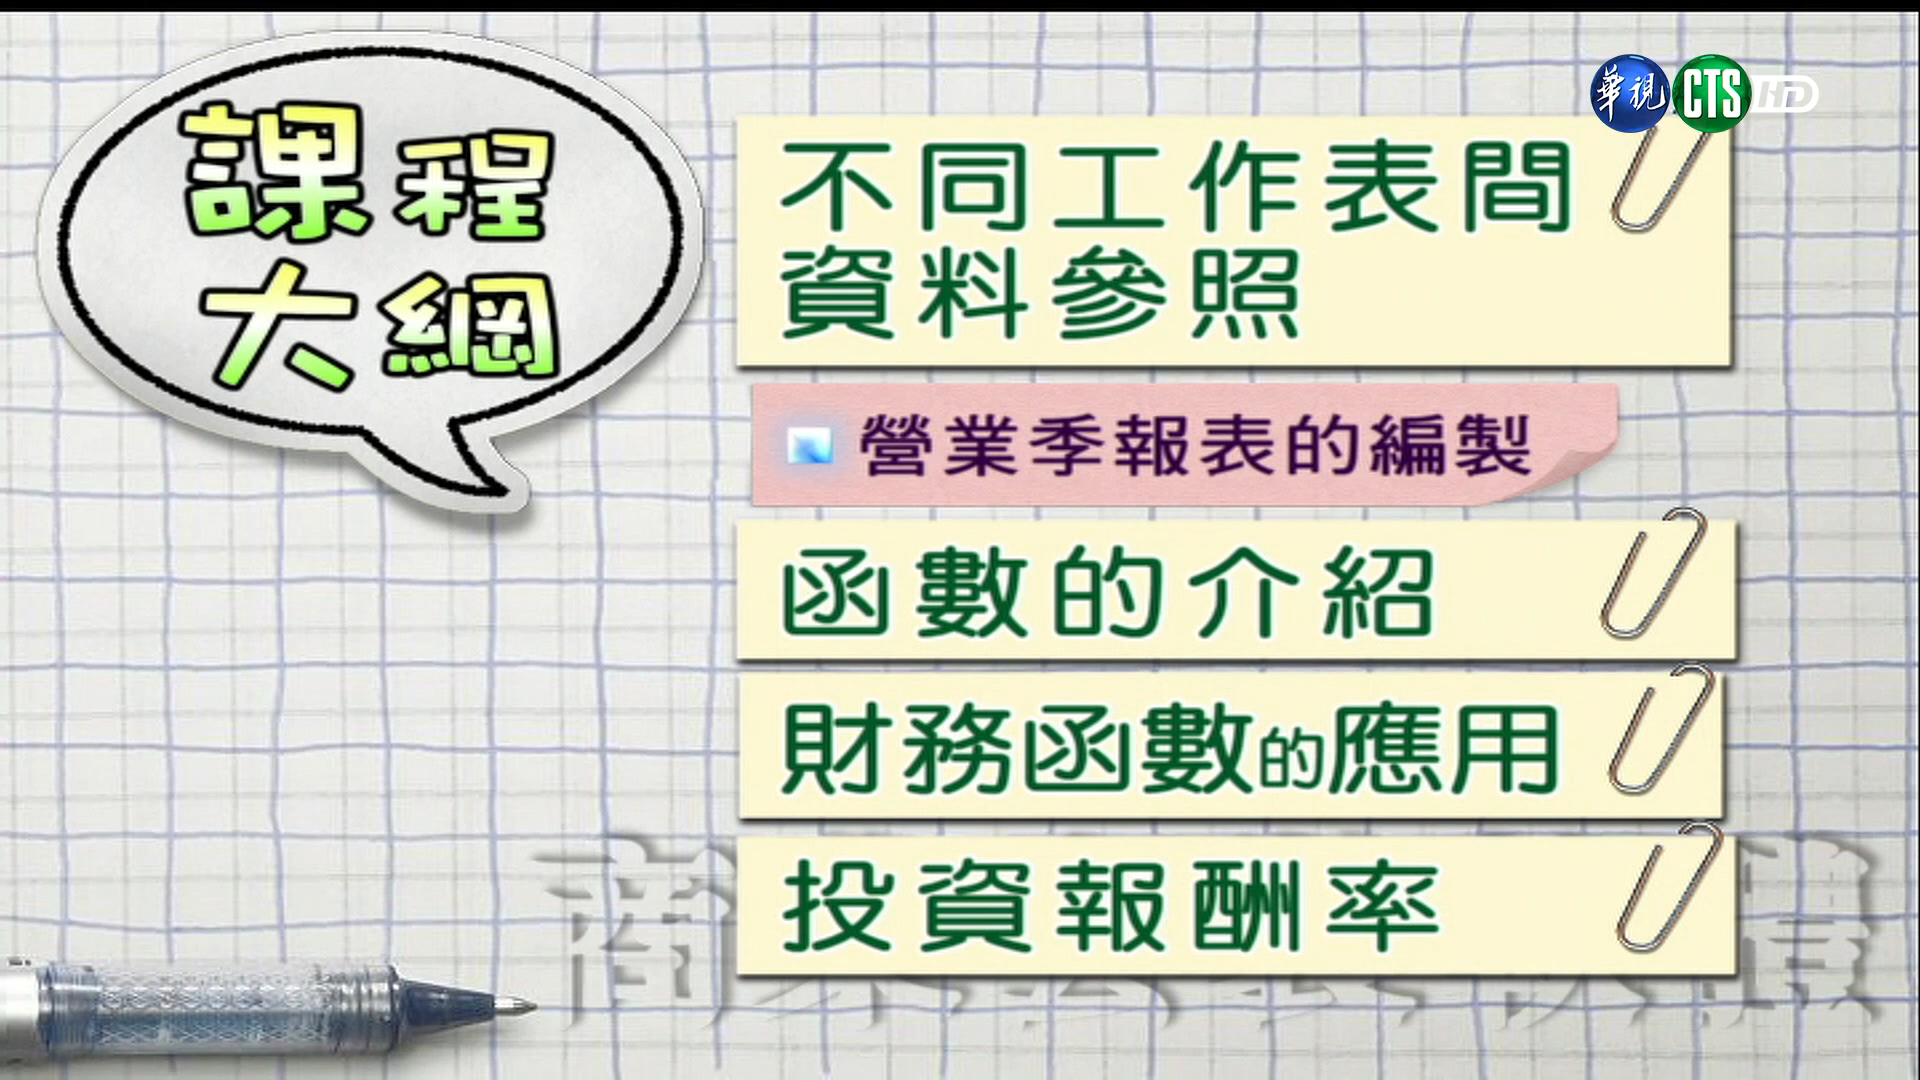 課程
大綱
華視 CTS HD
不同工作表間
資料參照
營業季報表的編製
函數的介紹
財務函數的應用
投資報酬率